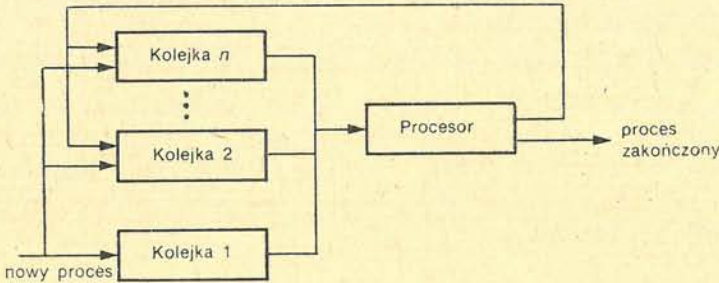 Kolejka n
Kolejka 2
Procesor
proces
zakończony
Kolejka 1
nowy proces